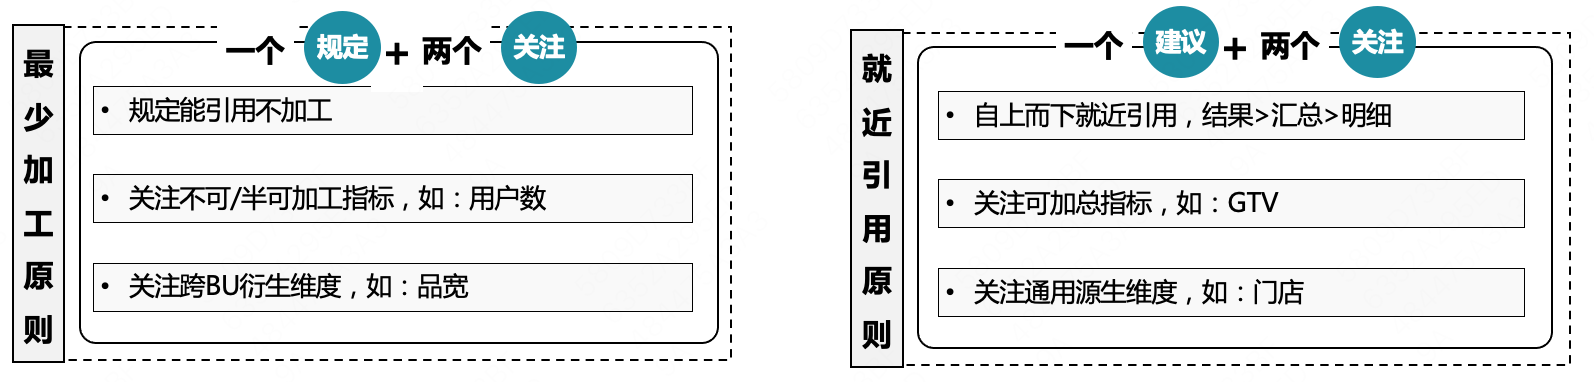 最少加工原则
一个 规定 + 两个 关注
• 规定能引用不加工
• 关注不可/半可加工指标，如：用户数
• 关注跨BU衍生维度，如：品宽
就近引用原则
一个 建议 + 两个 关注
• 自上而下就近引用，结果>汇总>明细
• 关注可加总指标，如：GTV
• 关注通用源生维度，如：门店